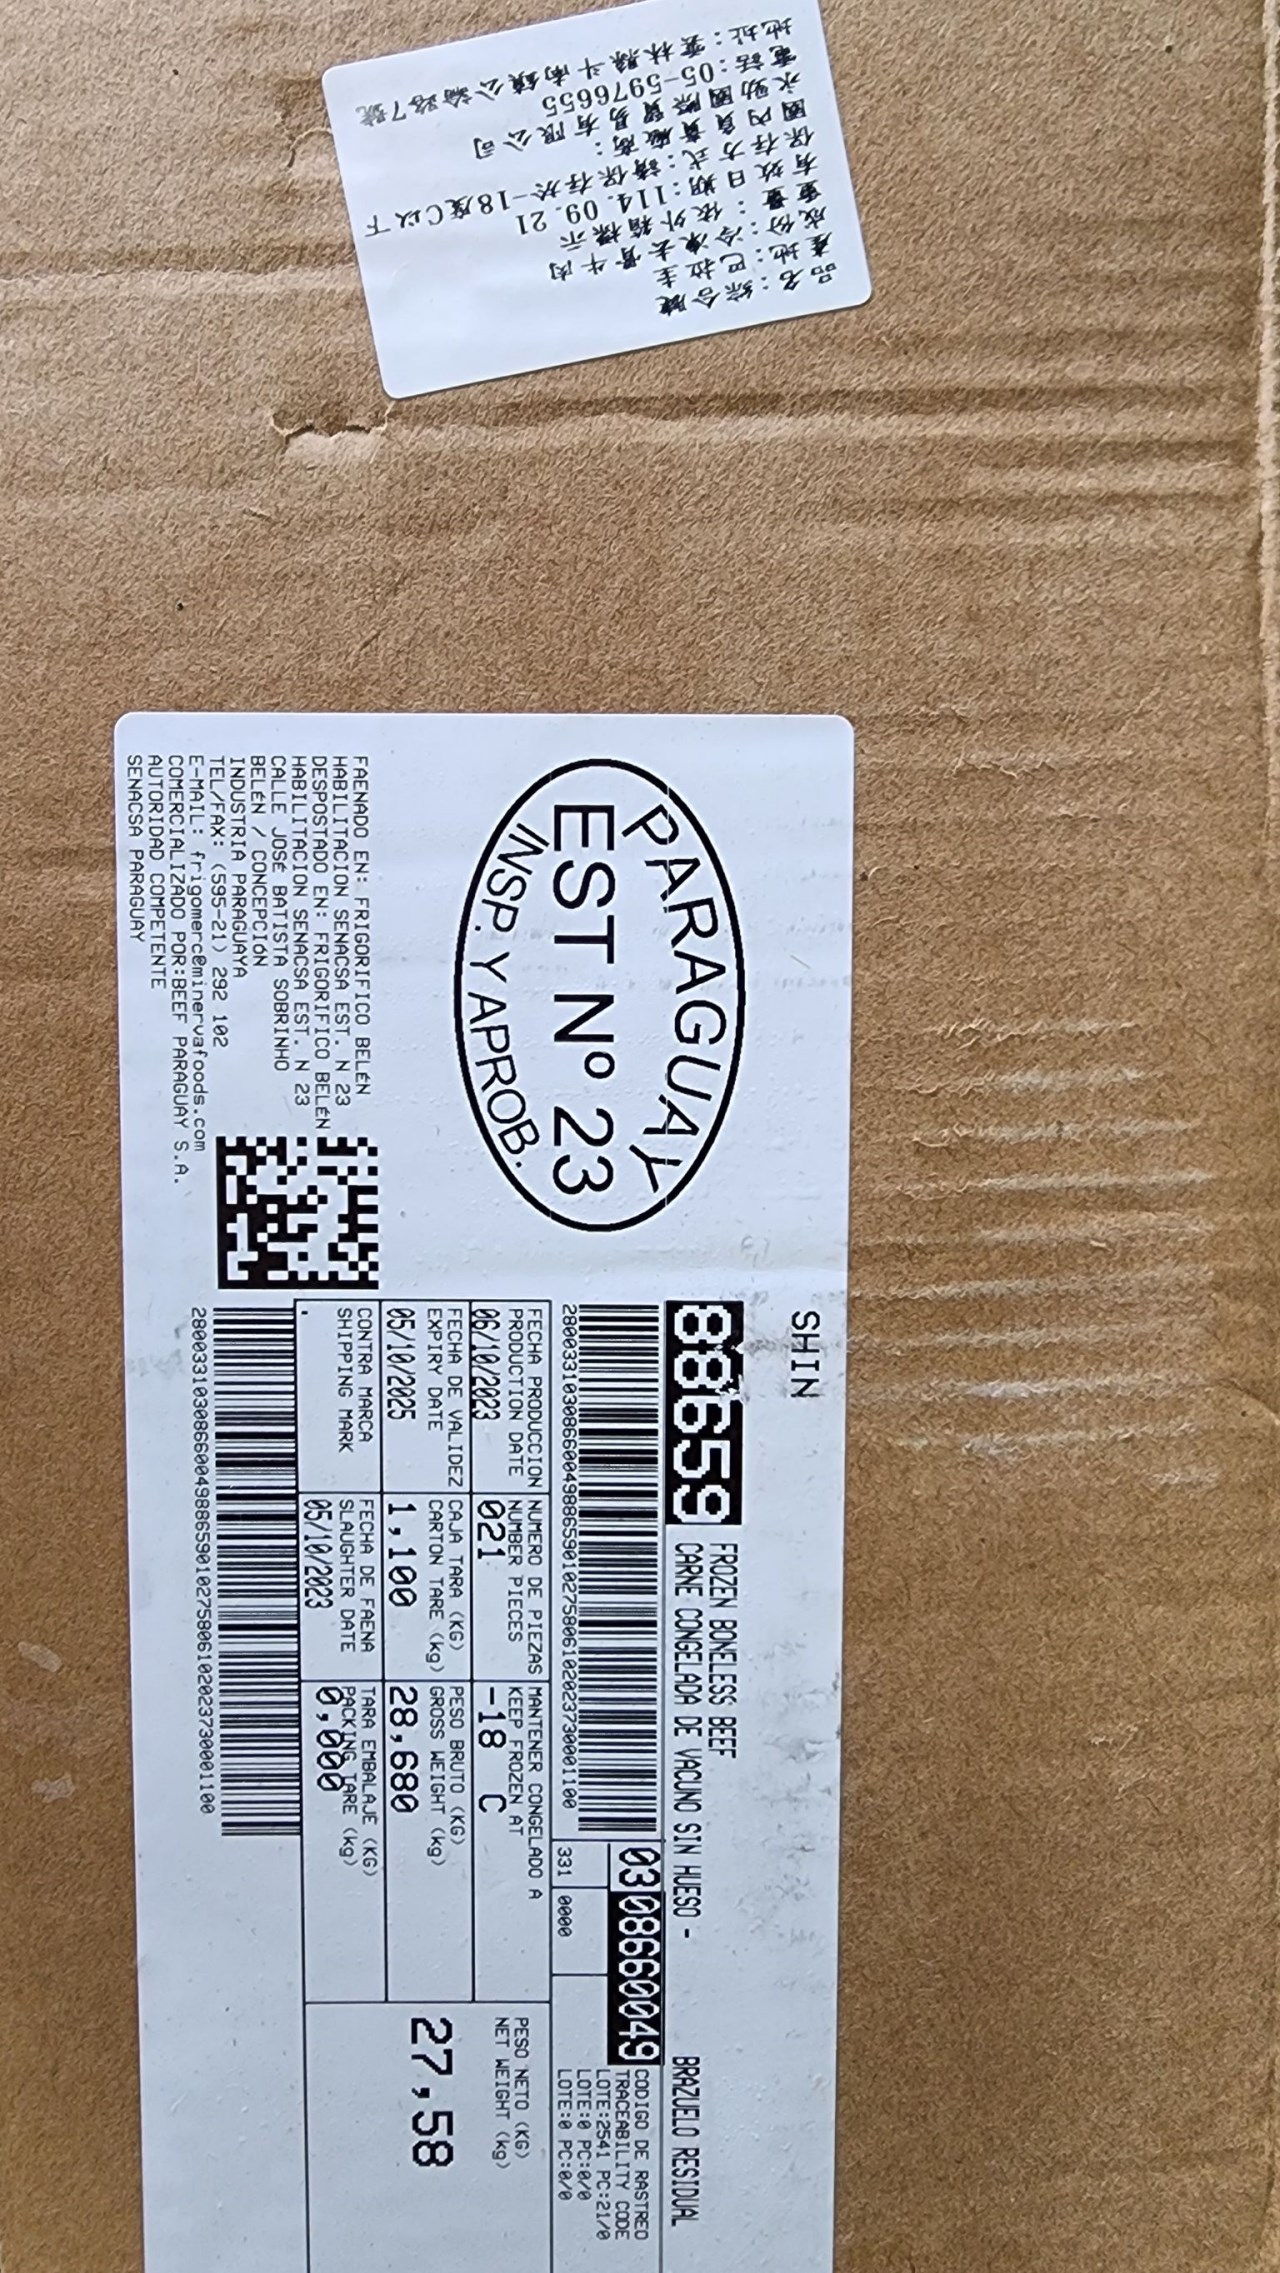 品名:綜合腱
產地:巴拉圭
成份:冷凍去骨牛肉
重量:依外箱標示
有效日期:114.09.21
保存方式:請保存於-18度C以下
國內負責廠商:
永勤國際貿易有限公司
電話:05-5976655
地址:雲林縣斗南鎮公論路7號
PARAGUAY
EST Nº 23
INSP. Y APROB.
FAENADO EN: FRIGORIFICO BELÉN
HABILITACION SENACSA EST. N 23
DESPOSTADO EN: FRIGORIFICO BELÉN
HABILITACION SENACSA EST. N 23
CALLE JOSÉ BATISTA SOBRINHO
BELÉN / CONCEPCIÓN
INDUSTRIA PARAGUAYA
TEL/FAX: (595-21) 292 102
E-MAIL: frigomerc@minervafoods.com
COMERCIALIZADO POR:BEEF PARAGUAY S.A.
AUTORIDAD COMPETENTE
SENACSA PARAGUAY
SHIN
88659
FROZEN BONELESS BEEF
CARNE CONGELADA DE VACUNO SIN HUESO - BRAZUELO RESIDUAL
2800331030866004988659010275806102023730001100
0308660049
CODIGO DE RASTREO
TRACEABILITY CODE
LOTE:2541 PC:21/0
LOTE:0 PC:0/0
LOTE:0 PC:0/0
331 0000
FECHA PRODUCCION
PRODUCTION DATE
06/10/2023
NUMERO DE PIEZAS
NUMBER PIECES
021
MANTENER CONGELADO A
KEEP FROZEN AT
-18 C
PESO NETO (KG)
NET WEIGHT (kg)
27,58
FECHA DE VALIDEZ
EXPIRY DATE
05/10/2025
CAJA TARA (KG)
CARTON TARE (kg)
1,100
PESO BRUTO (KG)
GROSS WEIGHT (kg)
28,680
CONTRA MARCA
SHIPPING MARK
.
FECHA DE FAENA
SLAUGHTER DATE
05/10/2023
TARA EMBALAJE (KG)
PACKING TARE (kg)
0,000
2800331030866004988659010275806102023730001100